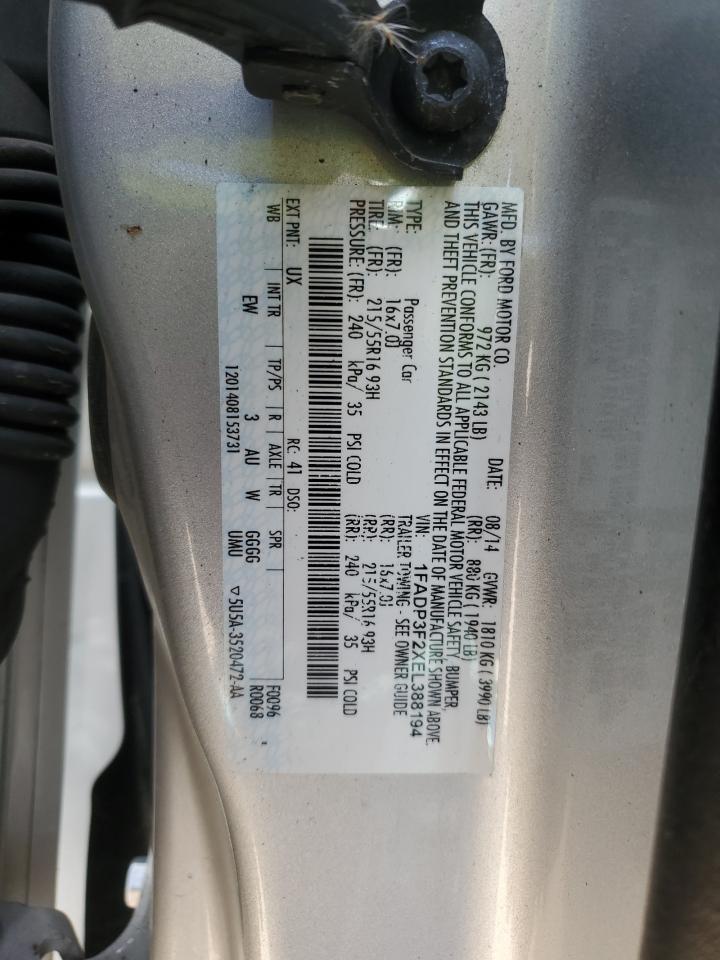 MFD. BY FORD MOTOR CO. DATE: 08/14 GVWR: 1810 KG ( 3990 LB)
GAWR: (FR): 972 KG ( 2143 LB) (RR): 880 KG ( 1940 LB)
THIS VEHICLE CONFORMS TO ALL APPLICABLE FEDERAL MOTOR VEHICLE SAFETY, BUMPER,
AND THEFT PREVENTION STANDARDS IN EFFECT ON THE DATE OF MANUFACTURE SHOWN ABOVE.
VIN: 1FADP3F2XEL388194
TYPE: Passenger Car TRAILER TOWING - SEE OWNER GUIDE
RIM: (FR): 16x7.0J (RR): 16x7.0J
TIRE: (FR): 215/55R16 93H (RR): 215/55R16 93H
PRESSURE: (FR): 240 kPa/ 35 PSI COLD (RR): 240 kPa/ 35 PSI COLD
EXT PNT: UX RC: 41 DSO:
WB INT TR TP/PS R AXLE TR SPR F0096
EW 3 AU W GGGG R0068
1201408153731 UMU ▽5U5A-3520472-AA